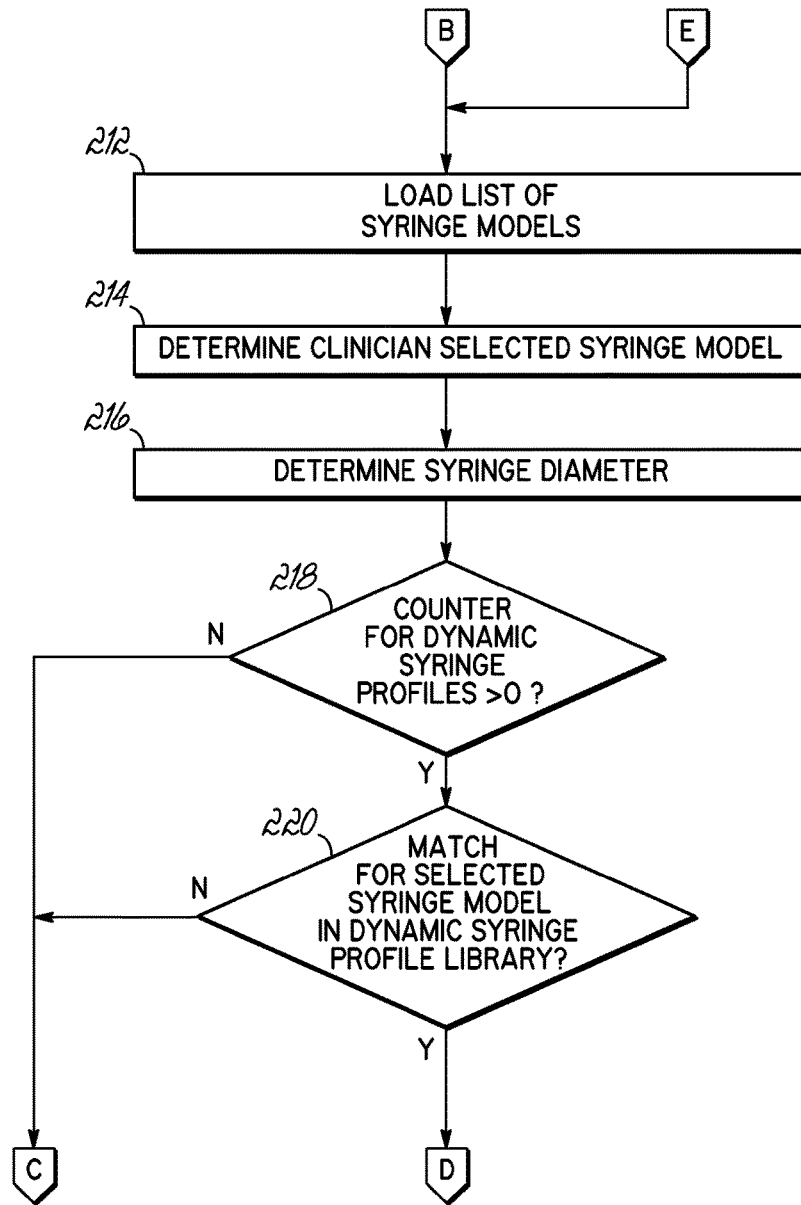 B
E
212
LOAD LIST OF
SYRINGE MODELS
214
DETERMINE CLINICIAN SELECTED SYRINGE MODEL
216
DETERMINE SYRINGE DIAMETER
218
N
COUNTER
FOR DYNAMIC
SYRINGE
PROFILES >0 ?
Y
220
N
MATCH
FOR SELECTED
SYRINGE MODEL
IN DYNAMIC SYRINGE
PROFILE LIBRARY?
Y
C
D